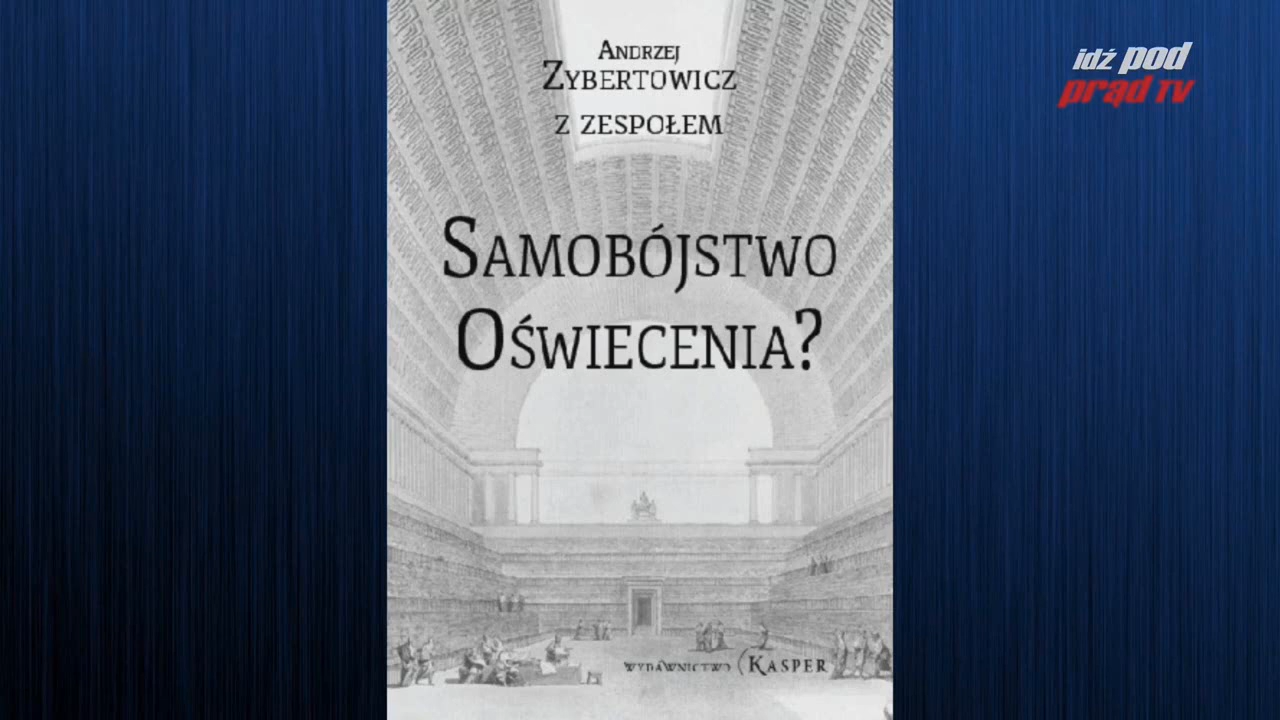 Andrzej
Zybertowicz
z zespołem
Samobójstwo
Oświecenia?
wydawnictwo Kasper
idź pod
prąd TV